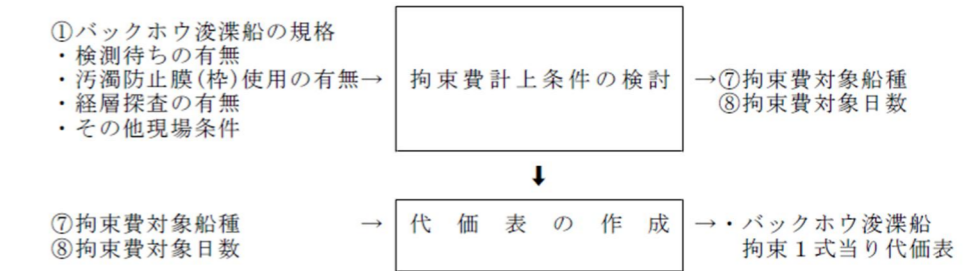 ①バックホウ浚渫船の規格
・検測待ちの有無
・汚濁防止膜(枠)使用の有無→
・経層探査の有無
・その他現場条件
拘束費計上条件の検討
→⑦拘束費対象船種
⑧拘束費対象日数
⬇
⑦拘束費対象船種 →
⑧拘束費対象日数
代価表の作成
→・バックホウ浚渫船
拘束1式当り代価表